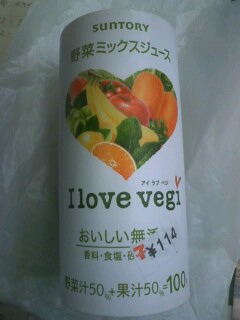 SUNTORY
野菜ミックスジュース
アイ ラブ ベジ
I love vegi
おいしい無
¥114
香料・食塩・
野菜汁50%+果汁50%=100